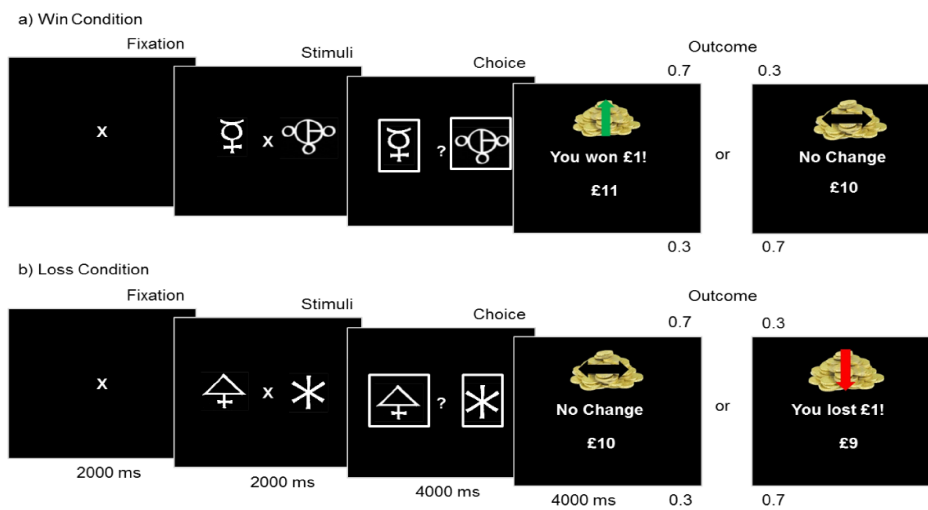 a) Win Condition
Fixation
Stimuli
Choice
Outcome
0.7
0.3
X
x
?
You won £1!
£11
or
No Change
£10
0.3
0.7
b) Loss Condition
Fixation
Stimuli
Choice
Outcome
0.7
0.3
X
x
?
No Change
£10
or
You lost £1!
£9
2000 ms
2000 ms
4000 ms
4000 ms
0.3
0.7